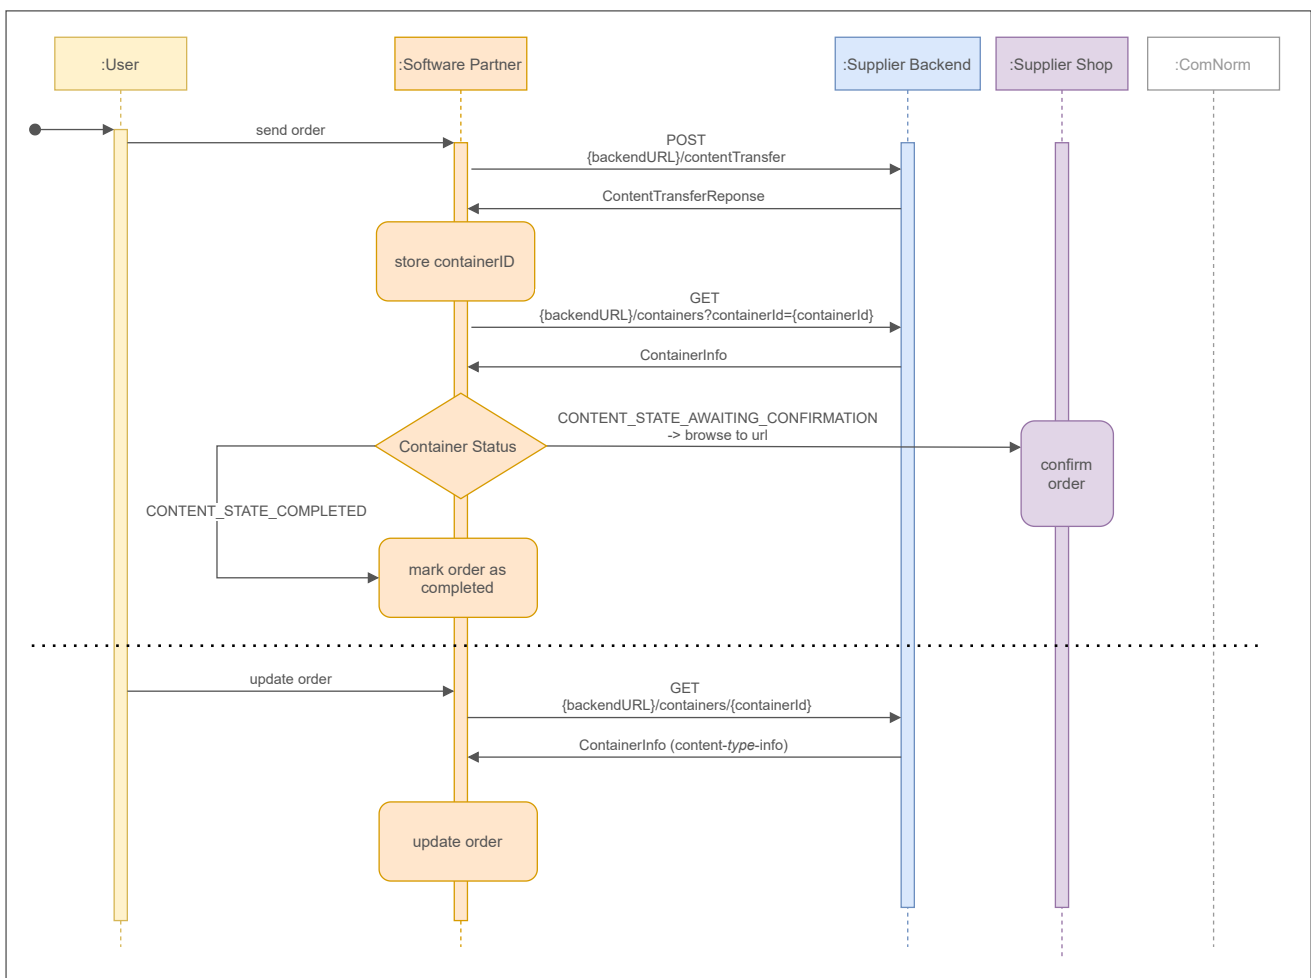 :User
:Software Partner
:Supplier Backend
:Supplier Shop
:ComNorm
send order
POST
{backendURL}/contentTransfer
ContentTransferReponse
store containerID
GET
{backendURL}/containers?containerId={containerId}
ContainerInfo
CONTENT_STATE_AWAITING_CONFIRMATION
-> browse to url
Container Status
confirm
order
CONTENT_STATE_COMPLETED
mark order as
completed
update order
GET
{backendURL}/containers/{containerId}
ContainerInfo (content-type-info)
update order